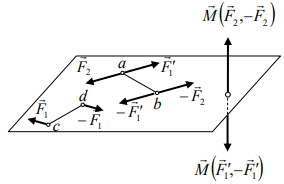 M⃗(F⃗₂,-F⃗₂)
F⃗₂ a F⃗₁′
F⃗₁ d -F⃗₁′ b -F⃗₂
c -F⃗₁
M⃗(F⃗₁′,-F⃗₁′)